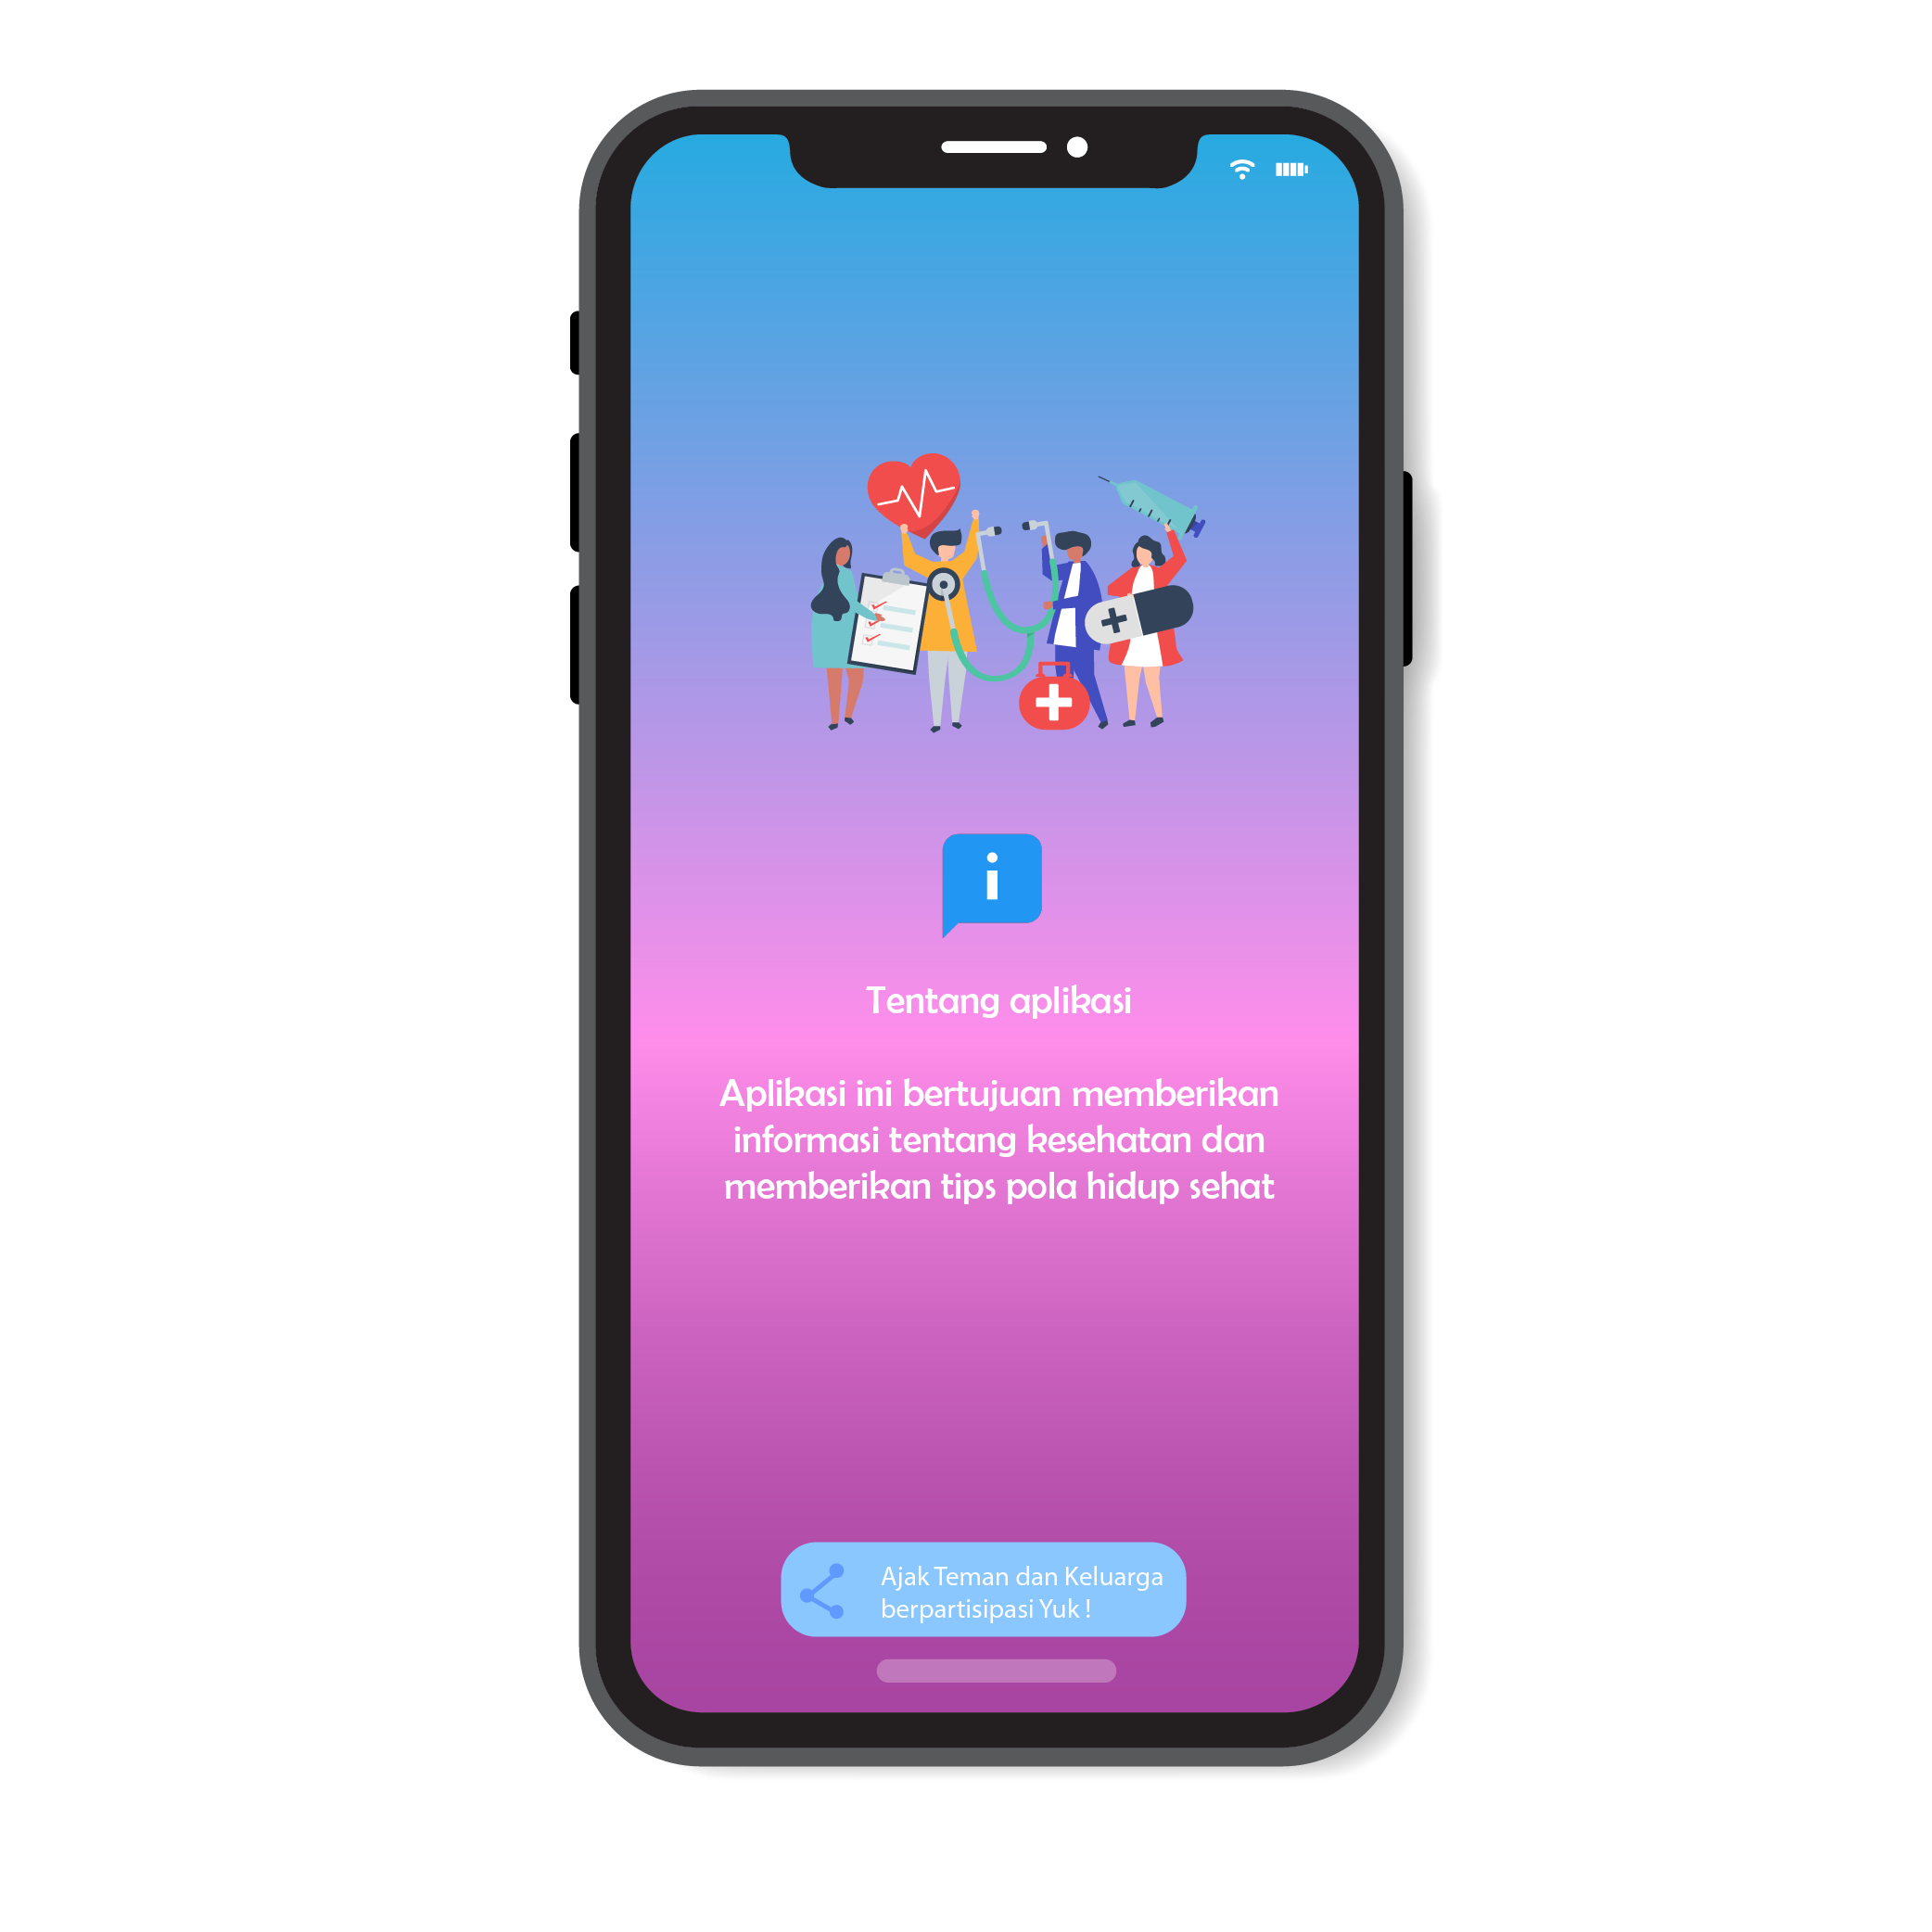 i
Tentang aplikasi
Aplikasi ini bertujuan memberikan
informasi tentang kesehatan dan
memberikan tips pola hidup sehat
Ajak Teman dan Keluarga
berpartisipasi Yuk !